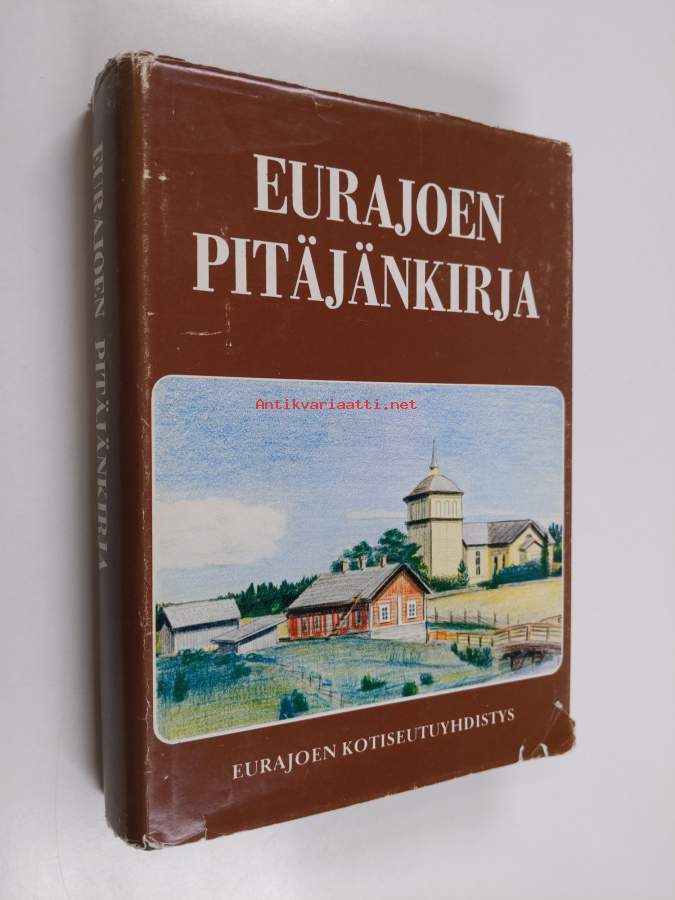 EURAJOEN
PITÄJÄNKIRJA
Antikvariaatti.net
EURAJOEN KOTISEUTUYHDISTYS
EURAJOEN PITÄJÄNKIRJA